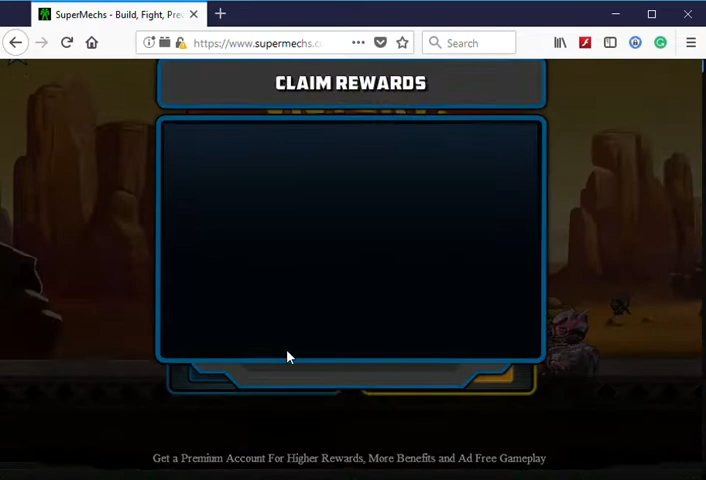 SuperMechs - Build, Fight, Pre
https://www.supermechs.c
Search
CLAIM REWARDS
Get a Premium Account For Higher Rewards, More Benefits and Ad Free Gameplay